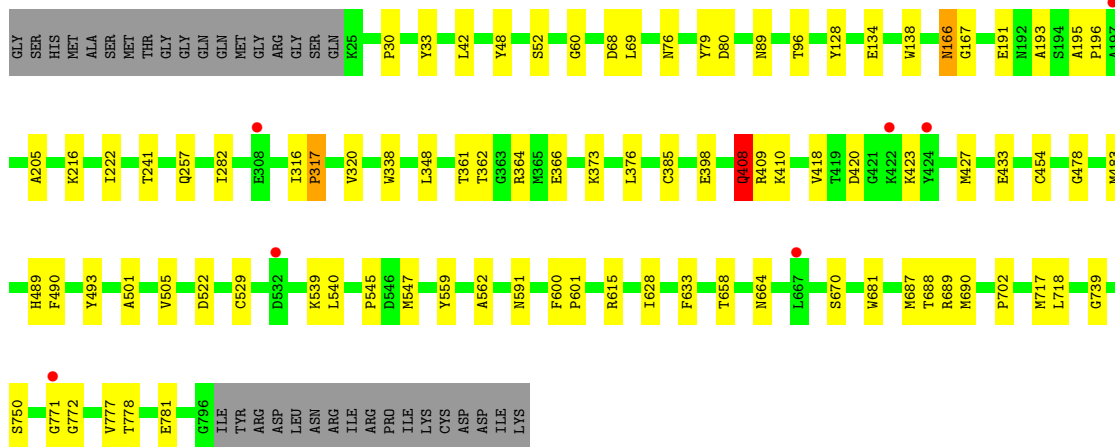 GLY SER HIS MET ALA SER MET THR GLY GLY GLN GLN MET GLY ARG GLY SER GLN K25 P30 Y33 L42 Y48 S52 G60 D68 L69 N76 Y79 D80 N89 T96 Y128 E134 W138 N166 G167 E191 N192 A193 S194 A195 P196 A197
A205 K216 I222 T241 Q257 I282 E308 I316 P317 V320 W338 L348 T361 T362 G363 R364 M365 E366 K373 L376 C385 E398 Q408 R409 K410 V418 T419 D420 G421 K422 K423 Y424 M427 E433 C454 G478 M483
H489 F490 Y493 A501 V505 D522 C529 D532 K539 L540 P545 D546 M547 Y559 A562 N591 F600 P601 R615 I628 F633 T658 N664 L667 S670 W681 M687 T688 R689 M690 P702 M717 L718 G739
S750 G771 G772 V777 T778 E781 G796 ILE TYR ARG ASP LEU ASN ARG ILE ARG PRO ILE LYS CYS ASP ASP ILE LYS